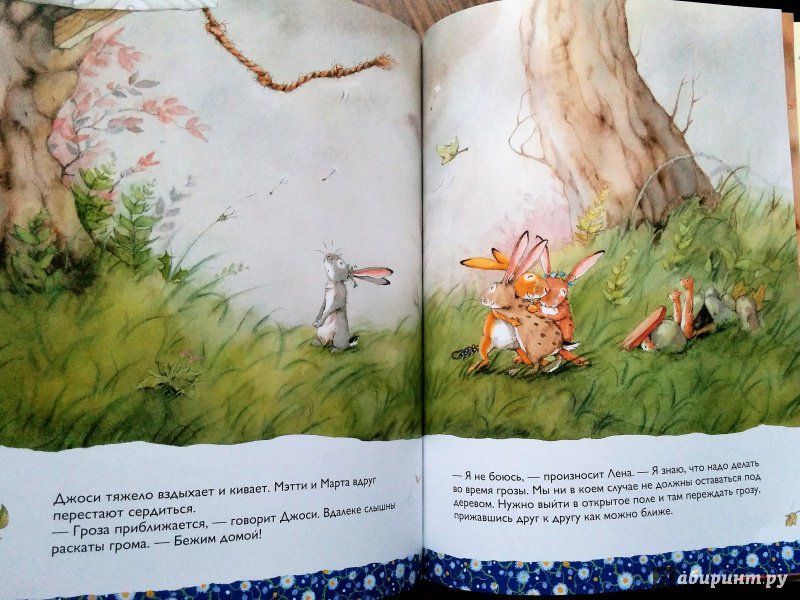 Джоси тяжело вздыхает и кивает. Мэтти и Марта вдруг
перестают сердиться.
— Гроза приближается, — говорит Джоси. Вдалеке слышны
раскаты грома. — Бежим домой!
— Я не боюсь, — произносит Лена. — Я знаю, что надо делать
во время грозы. Мы ни в коем случае не должны оставаться под
деревом. Нужно выйти в открытое поле и там переждать грозу,
прижавшись друг к другу как можно ближе.
абиринт.ру